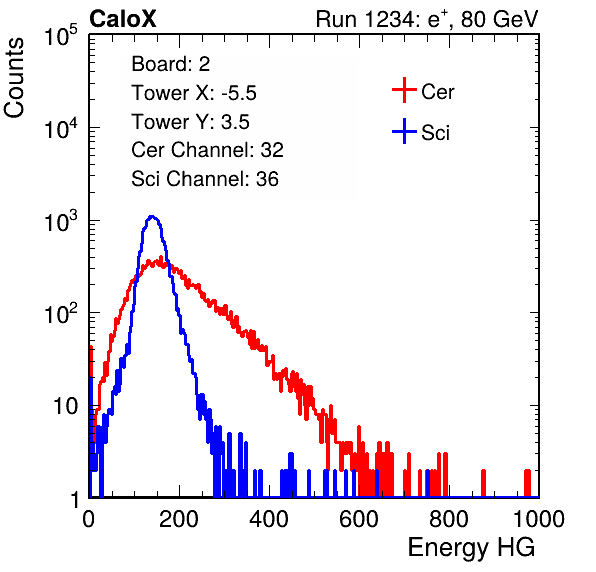 CaloX Run 1234: e⁺, 80 GeV
Counts
10⁵
10⁴
10³
10²
10
1
Board: 2
Tower X: -5.5
Tower Y: 3.5
Cer Channel: 32
Sci Channel: 36
Cer
Sci
0 200 400 600 800 1000
Energy HG